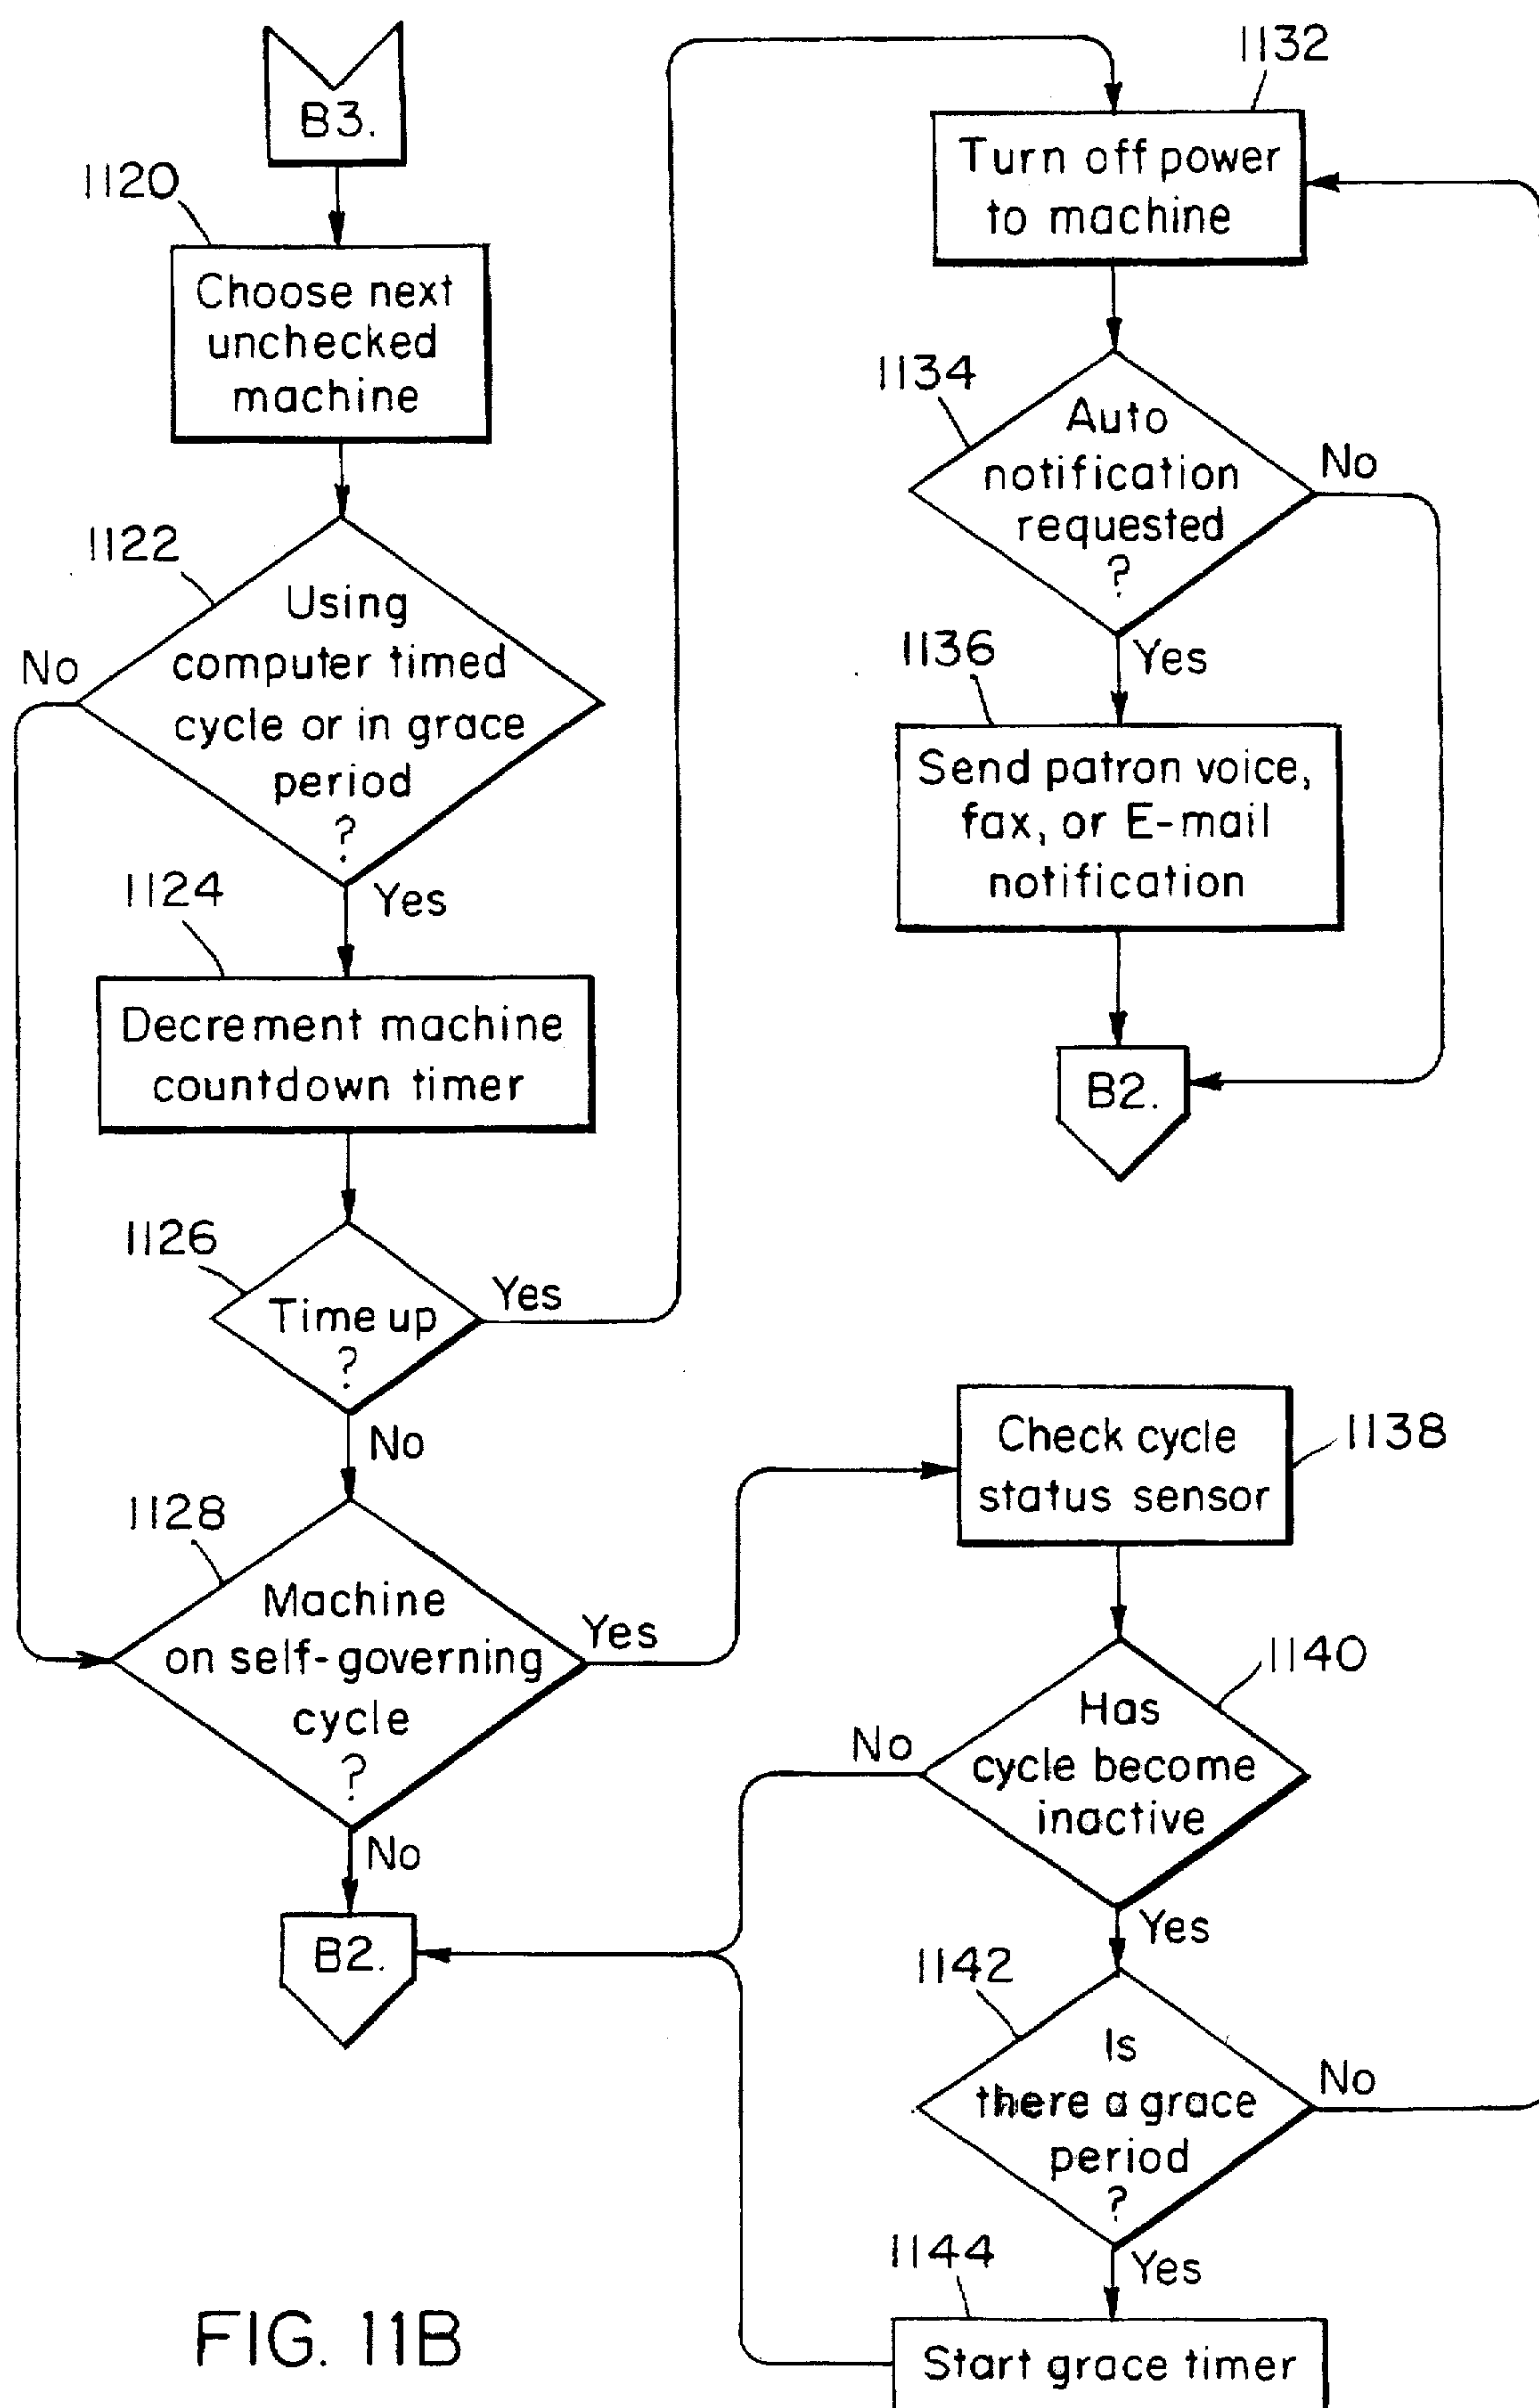 B3.
1120
Choose next
unchecked
machine
1122
Using
computer timed
cycle or in grace
period
?
No
Yes
1124
Decrement machine
countdown timer
1126
Time up
?
Yes
No
1128
Machine
on self-governing
cycle
?
Yes
No
B2.
1132
Turn off power
to machine
1134
Auto
notification
requested
?
No
Yes
1136
Send patron voice,
fax, or E-mail
notification
B2.
Check cycle
status sensor
1138
1140
Has
cycle become
inactive
No
Yes
1142
Is
there a grace
period
?
No
Yes
1144
Start grace timer
FIG. 11B